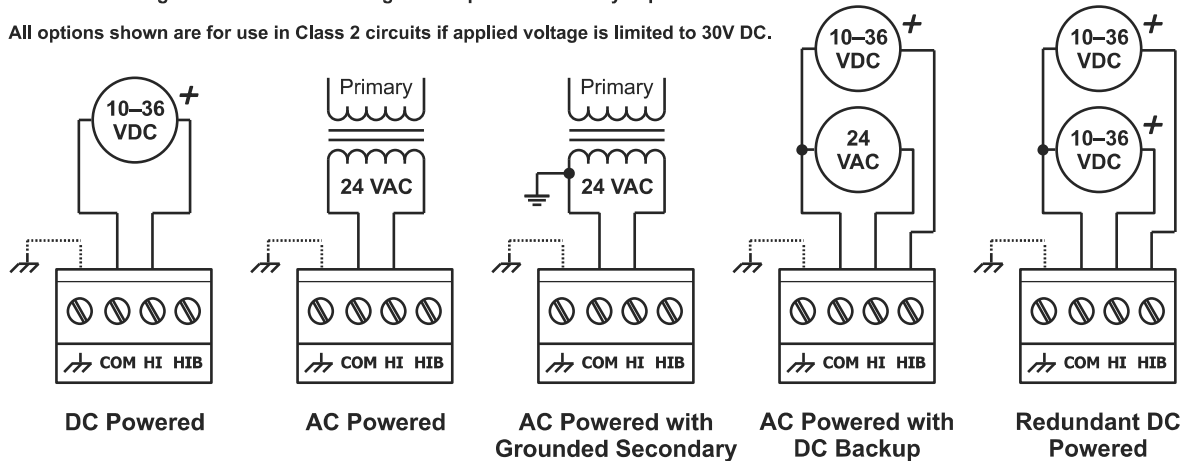 All options shown are for use in Class 2 circuits if applied voltage is limited to 30V DC.
10–36
VDC
+
COM HI HIB
DC Powered
Primary
24 VAC
COM HI HIB
AC Powered
Primary
24 VAC
COM HI HIB
AC Powered with
Grounded Secondary
10–36
VDC
+
24
VAC
COM HI HIB
AC Powered with
DC Backup
10–36
VDC
+
10–36
VDC
+
COM HI HIB
Redundant DC
Powered